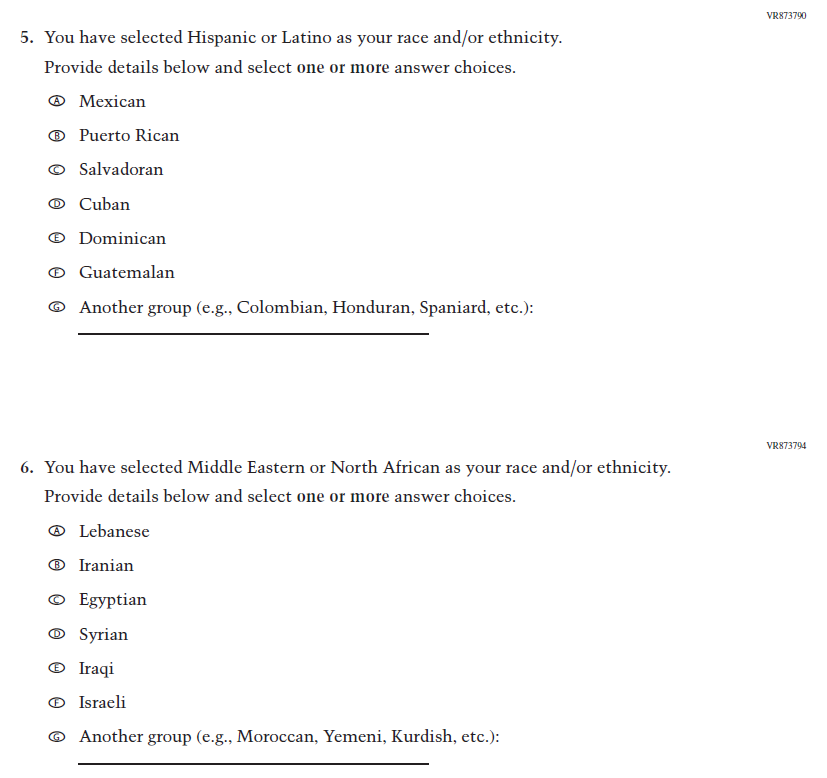 VR873790
5. You have selected Hispanic or Latino as your race and/or ethnicity.
Provide details below and select one or more answer choices.
A Mexican
B Puerto Rican
C Salvadoran
D Cuban
E Dominican
F Guatemalan
G Another group (e.g., Colombian, Honduran, Spaniard, etc.):
VR873794
6. You have selected Middle Eastern or North African as your race and/or ethnicity.
Provide details below and select one or more answer choices.
A Lebanese
B Iranian
C Egyptian
D Syrian
E Iraqi
F Israeli
G Another group (e.g., Moroccan, Yemeni, Kurdish, etc.):